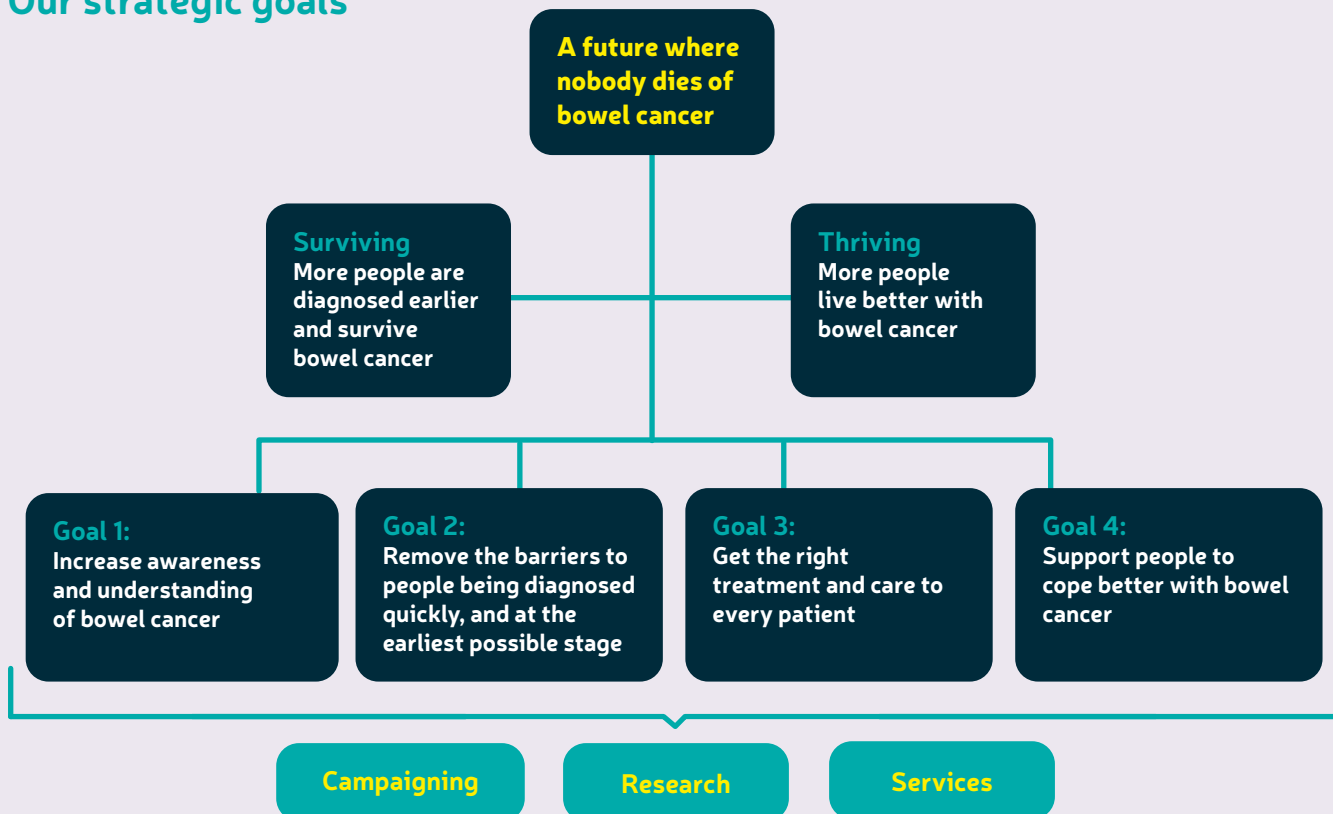 Our strategic goals
A future where
nobody dies of
bowel cancer
Surviving
More people are
diagnosed earlier
and survive
bowel cancer
Thriving
More people
live better with
bowel cancer
Goal 1:
Increase awareness
and understanding
of bowel cancer
Goal 2:
Remove the barriers to
people being diagnosed
quickly, and at the
earliest possible stage
Goal 3:
Get the right
treatment and care to
every patient
Goal 4:
Support people to
cope better with bowel
cancer
Campaigning
Research
Services